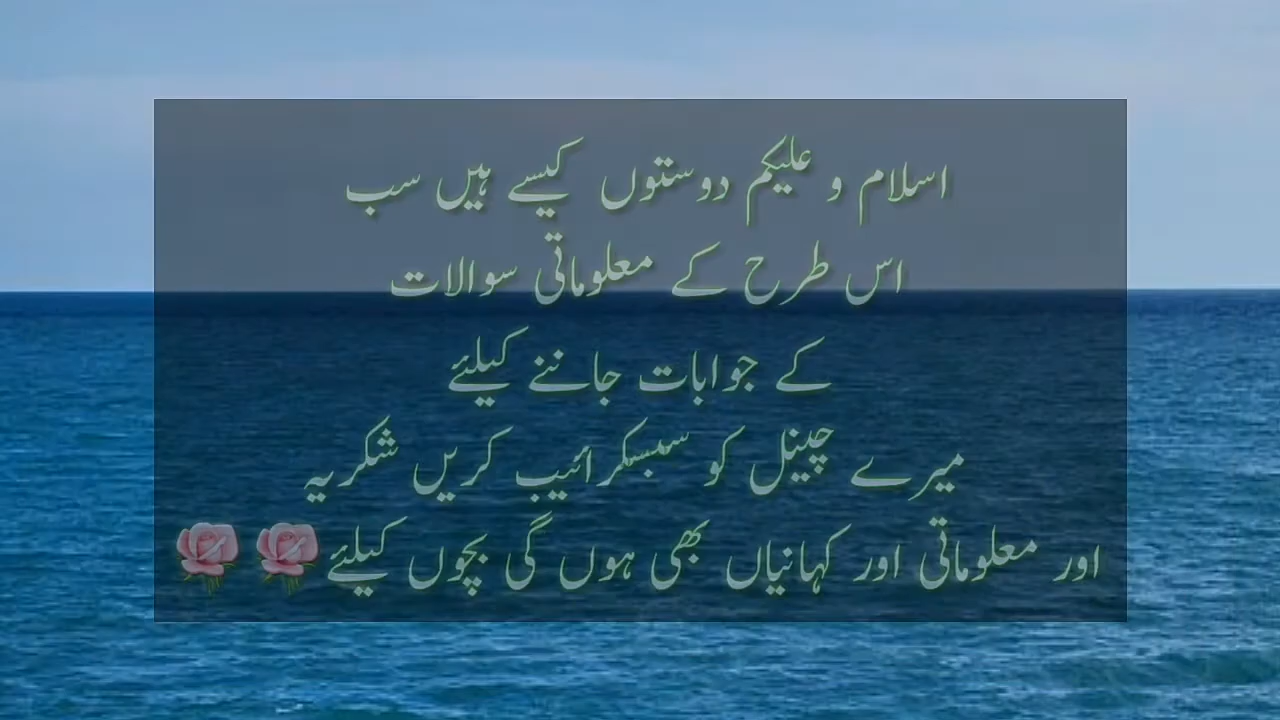 اسلام و علیکم دوستوں کیسے ہیں سب
اس طرح کے معلوماتی سوالات
کے جوابات جاننے کیلئے
میرے چینل کو سبسکرائیب کریں شکریہ
اور معلوماتی اور کہانیاں بھی ہوں گی بچوں کیلئے🌹🌹